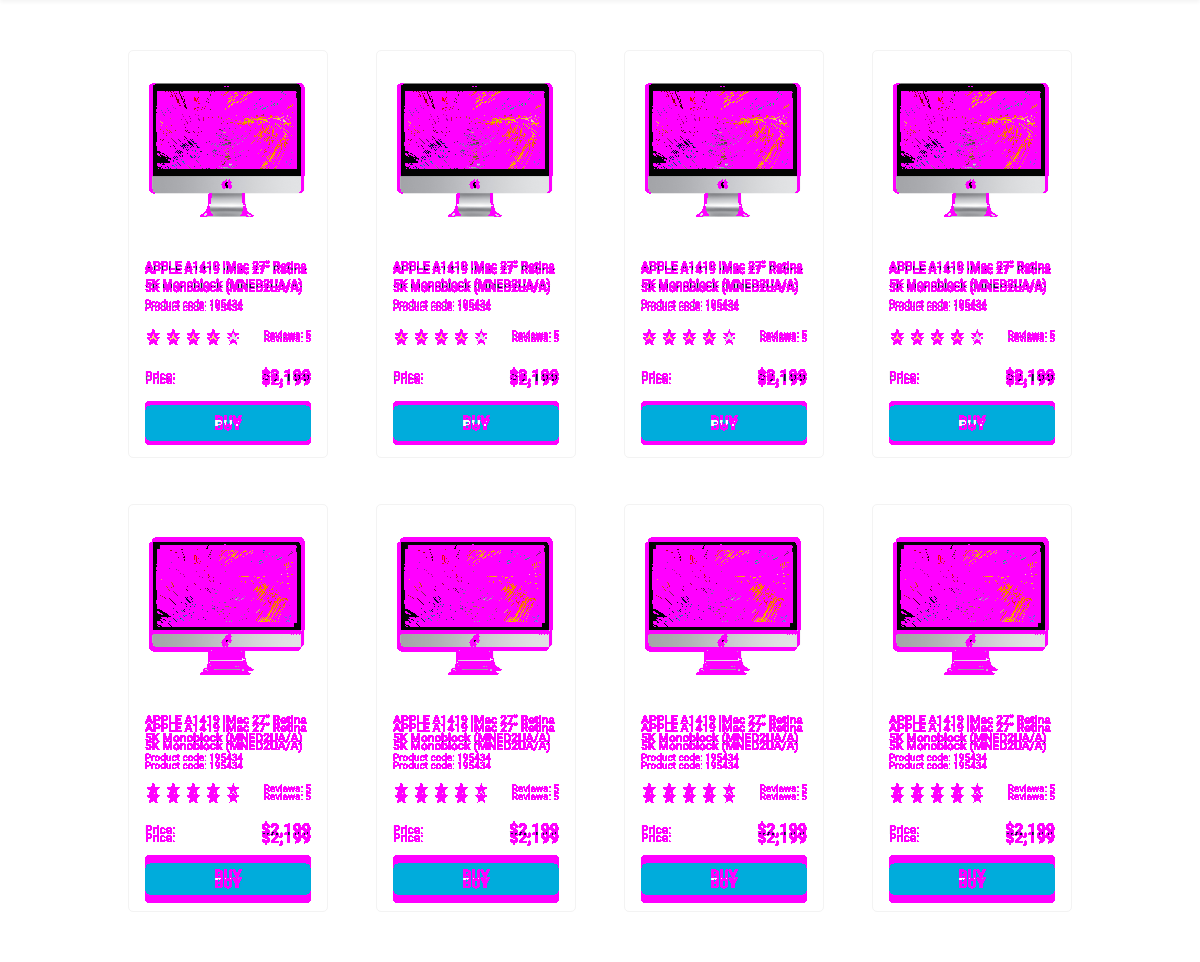 APPLE A1419 iMac 27" Retina
5K Monoblock (MNED2UA/A)
Product code: 195434
Reviews: 5
Price: $2,199
BUY
APPLE A1419 iMac 27" Retina
5K Monoblock (MNED2UA/A)
Product code: 195434
Reviews: 5
Price: $2,199
BUY
APPLE A1419 iMac 27" Retina
5K Monoblock (MNED2UA/A)
Product code: 195434
Reviews: 5
Price: $2,199
BUY
APPLE A1419 iMac 27" Retina
5K Monoblock (MNED2UA/A)
Product code: 195434
Reviews: 5
Price: $2,199
BUY
APPLE A1419 iMac 27" Retina
5K Monoblock (MNED2UA/A)
Product code: 195434
Reviews: 5
Price: $2,199
BUY
APPLE A1419 iMac 27" Retina
5K Monoblock (MNED2UA/A)
Product code: 195434
Reviews: 5
Price: $2,199
BUY
APPLE A1419 iMac 27" Retina
5K Monoblock (MNED2UA/A)
Product code: 195434
Reviews: 5
Price: $2,199
BUY
APPLE A1419 iMac 27" Retina
5K Monoblock (MNED2UA/A)
Product code: 195434
Reviews: 5
Price: $2,199
BUY